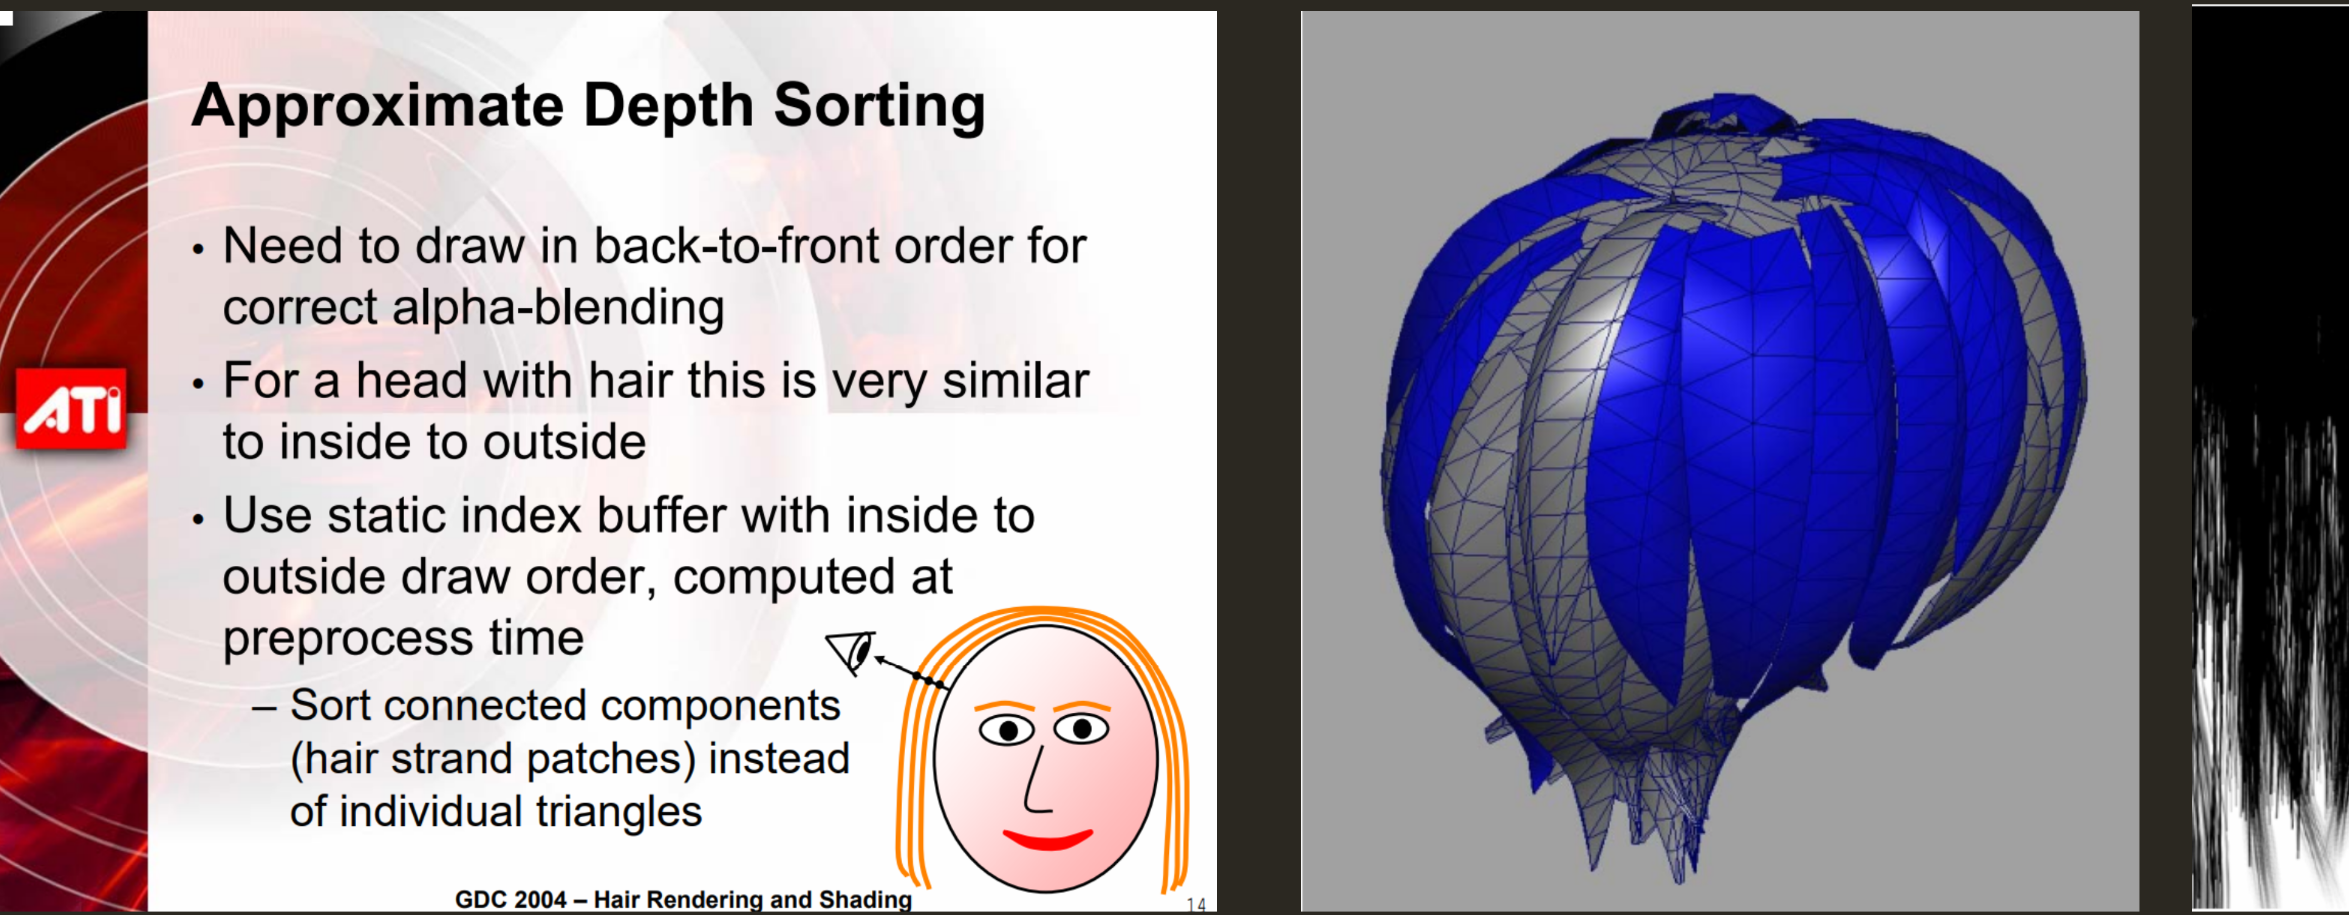 Approximate Depth Sorting
• Need to draw in back-to-front order for
correct alpha-blending
• For a head with hair this is very similar
to inside to outside
ATI
• Use static index buffer with inside to
outside draw order, computed at
preprocess time
– Sort connected components
(hair strand patches) instead
of individual triangles
GDC 2004 – Hair Rendering and Shading
14